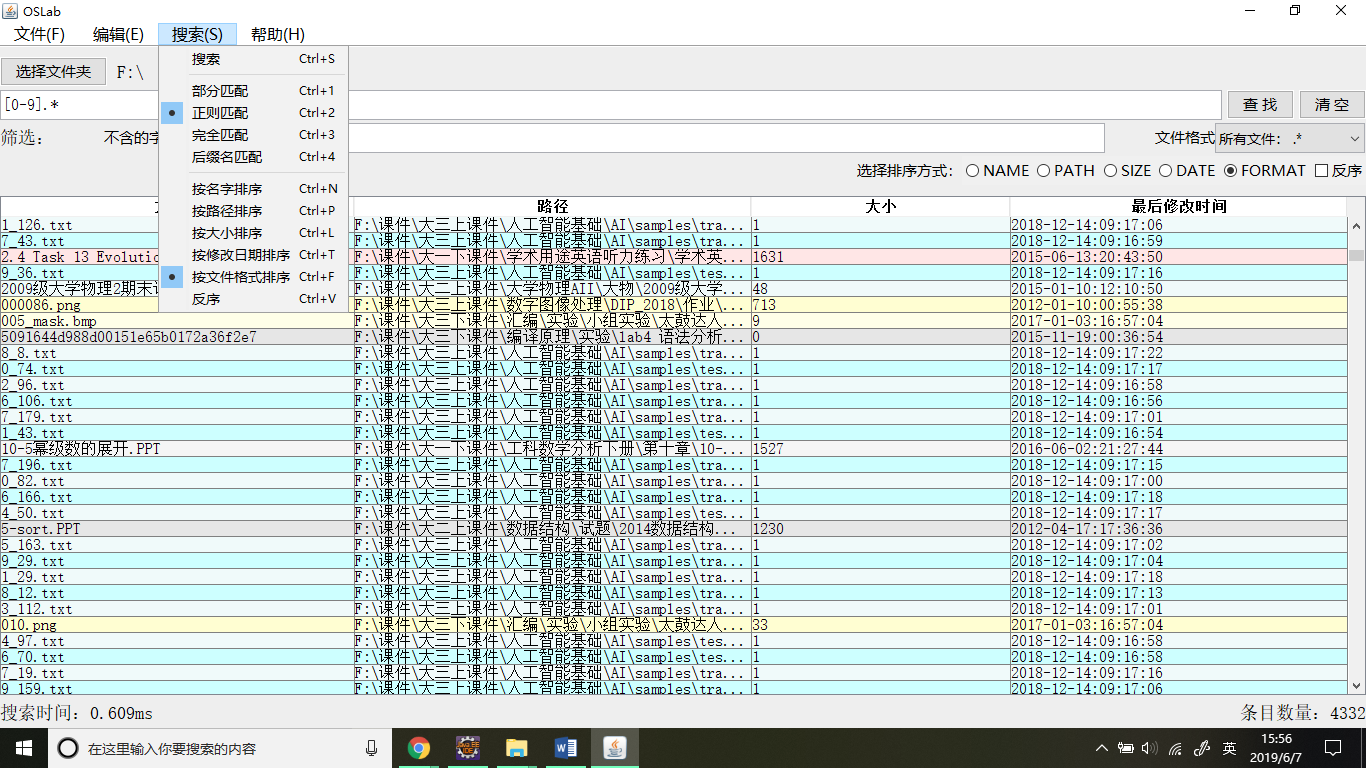 OSLab
文件(F) 编辑(E) 搜索(S) 帮助(H)
选择文件夹 F:\
[0-9].* 查 找 清 空
筛选： 不含的字 文件格式 所有文件： .*
选择排序方式： NAME PATH SIZE DATE FORMAT 反序
搜索 Ctrl+S
部分匹配 Ctrl+1
正则匹配 Ctrl+2
完全匹配 Ctrl+3
后缀名匹配 Ctrl+4
按名字排序 Ctrl+N
按路径排序 Ctrl+P
按大小排序 Ctrl+L
按修改日期排序 Ctrl+T
按文件格式排序 Ctrl+F
反序 Ctrl+V
路径 大小 最后修改时间
1_126.txt F:\课件\大三上课件\人工智能基础\AI\samples\tra... 1 2018-12-14:09:17:06
7_43.txt F:\课件\大三上课件\人工智能基础\AI\samples\tra... 1 2018-12-14:09:16:59
2.4 Task 13 Evolutio F:\课件\大一下课件\学术用途英语听力练习\学术英... 1631 2015-06-13:20:43:50
9_36.txt F:\课件\大三上课件\人工智能基础\AI\samples\tra... 1 2018-12-14:09:17:16
2009级大学物理2期末试 F:\课件\大二上课件\大学物理AII\大物\2009级大学... 48 2015-01-10:12:10:50
000086.png F:\课件\大三上课件\数字图像处理\DIP_2018\作业\... 713 2012-01-10:00:55:38
005_mask.bmp F:\课件\大三下课件\汇编\实验\小组实验\太鼓达人... 9 2017-01-03:16:57:04
5091644d988d00151e65b0172a36f2e7 F:\课件\大三下课件\编译原理\实验\lab4 语法分析... 0 2015-11-19:00:36:54
8_8.txt F:\课件\大三上课件\人工智能基础\AI\samples\tra... 1 2018-12-14:09:17:22
0_74.txt F:\课件\大三上课件\人工智能基础\AI\samples\tes... 1 2018-12-14:09:17:17
2_96.txt F:\课件\大三上课件\人工智能基础\AI\samples\tra... 1 2018-12-14:09:16:58
6_106.txt F:\课件\大三上课件\人工智能基础\AI\samples\tra... 1 2018-12-14:09:16:56
7_179.txt F:\课件\大三上课件\人工智能基础\AI\samples\tra... 1 2018-12-14:09:17:01
1_43.txt F:\课件\大三上课件\人工智能基础\AI\samples\tes... 1 2018-12-14:09:16:54
10-5幂级数的展开.PPT F:\课件\大一下课件\工科数学分析下册\第十章\10-... 1527 2016-06-02:21:27:44
7_196.txt F:\课件\大三上课件\人工智能基础\AI\samples\tra... 1 2018-12-14:09:17:15
0_82.txt F:\课件\大三上课件\人工智能基础\AI\samples\tra... 1 2018-12-14:09:17:00
6_166.txt F:\课件\大三上课件\人工智能基础\AI\samples\tra... 1 2018-12-14:09:17:18
4_50.txt F:\课件\大三上课件\人工智能基础\AI\samples\tes... 1 2018-12-14:09:17:17
5-sort.PPT F:\课件\大二上课件\数据结构\试题\2014数据结构... 1230 2012-04-17:17:36:36
5_163.txt F:\课件\大三上课件\人工智能基础\AI\samples\tra... 1 2018-12-14:09:17:02
9_29.txt F:\课件\大三上课件\人工智能基础\AI\samples\tra... 1 2018-12-14:09:17:04
1_29.txt F:\课件\大三上课件\人工智能基础\AI\samples\tra... 1 2018-12-14:09:17:18
8_12.txt F:\课件\大三上课件\人工智能基础\AI\samples\tra... 1 2018-12-14:09:17:13
3_112.txt F:\课件\大三上课件\人工智能基础\AI\samples\tra... 1 2018-12-14:09:17:01
010.png F:\课件\大三下课件\汇编\实验\小组实验\太鼓达人... 33 2017-01-03:16:57:04
4_97.txt F:\课件\大三上课件\人工智能基础\AI\samples\tes... 1 2018-12-14:09:16:58
6_70.txt F:\课件\大三上课件\人工智能基础\AI\samples\tes... 1 2018-12-14:09:16:58
7_19.txt F:\课件\大三上课件\人工智能基础\AI\samples\tra... 1 2018-12-14:09:17:16
9_159.txt F:\课件\大三上课件\人工智能基础\AI\samples\tra... 1 2018-12-14:09:17:06
搜索时间：0.609ms 条目数量：4332
在这里输入你要搜索的内容 英 15:56
2019/6/7